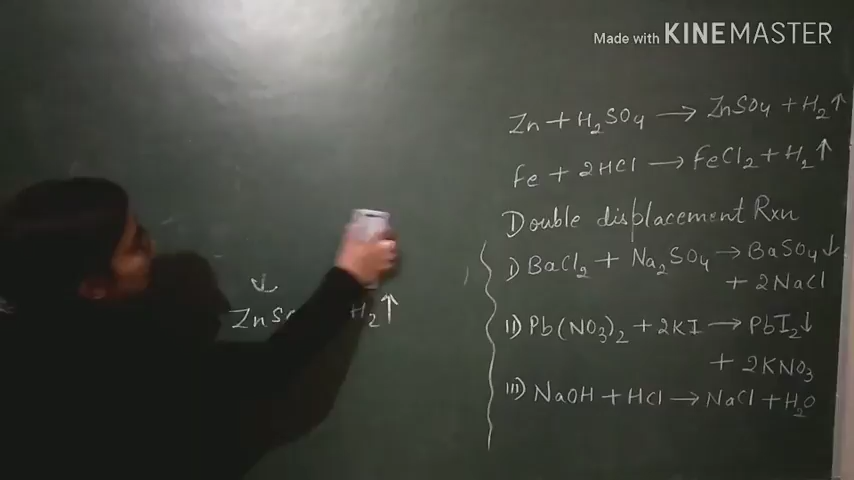 Made with KINEMASTER
Zn + H₂SO₄ → ZnSO₄ + H₂↑
Fe + 2HCl → FeCl₂ + H₂↑
Double displacement Rxn
i) BaCl₂ + Na₂SO₄ → BaSO₄↓
+ 2NaCl
ii) Pb(NO₃)₂ + 2KI → PbI₂↓
+ 2KNO₃
iii) NaOH + HCl → NaCl + H₂O
↓
H₂↑